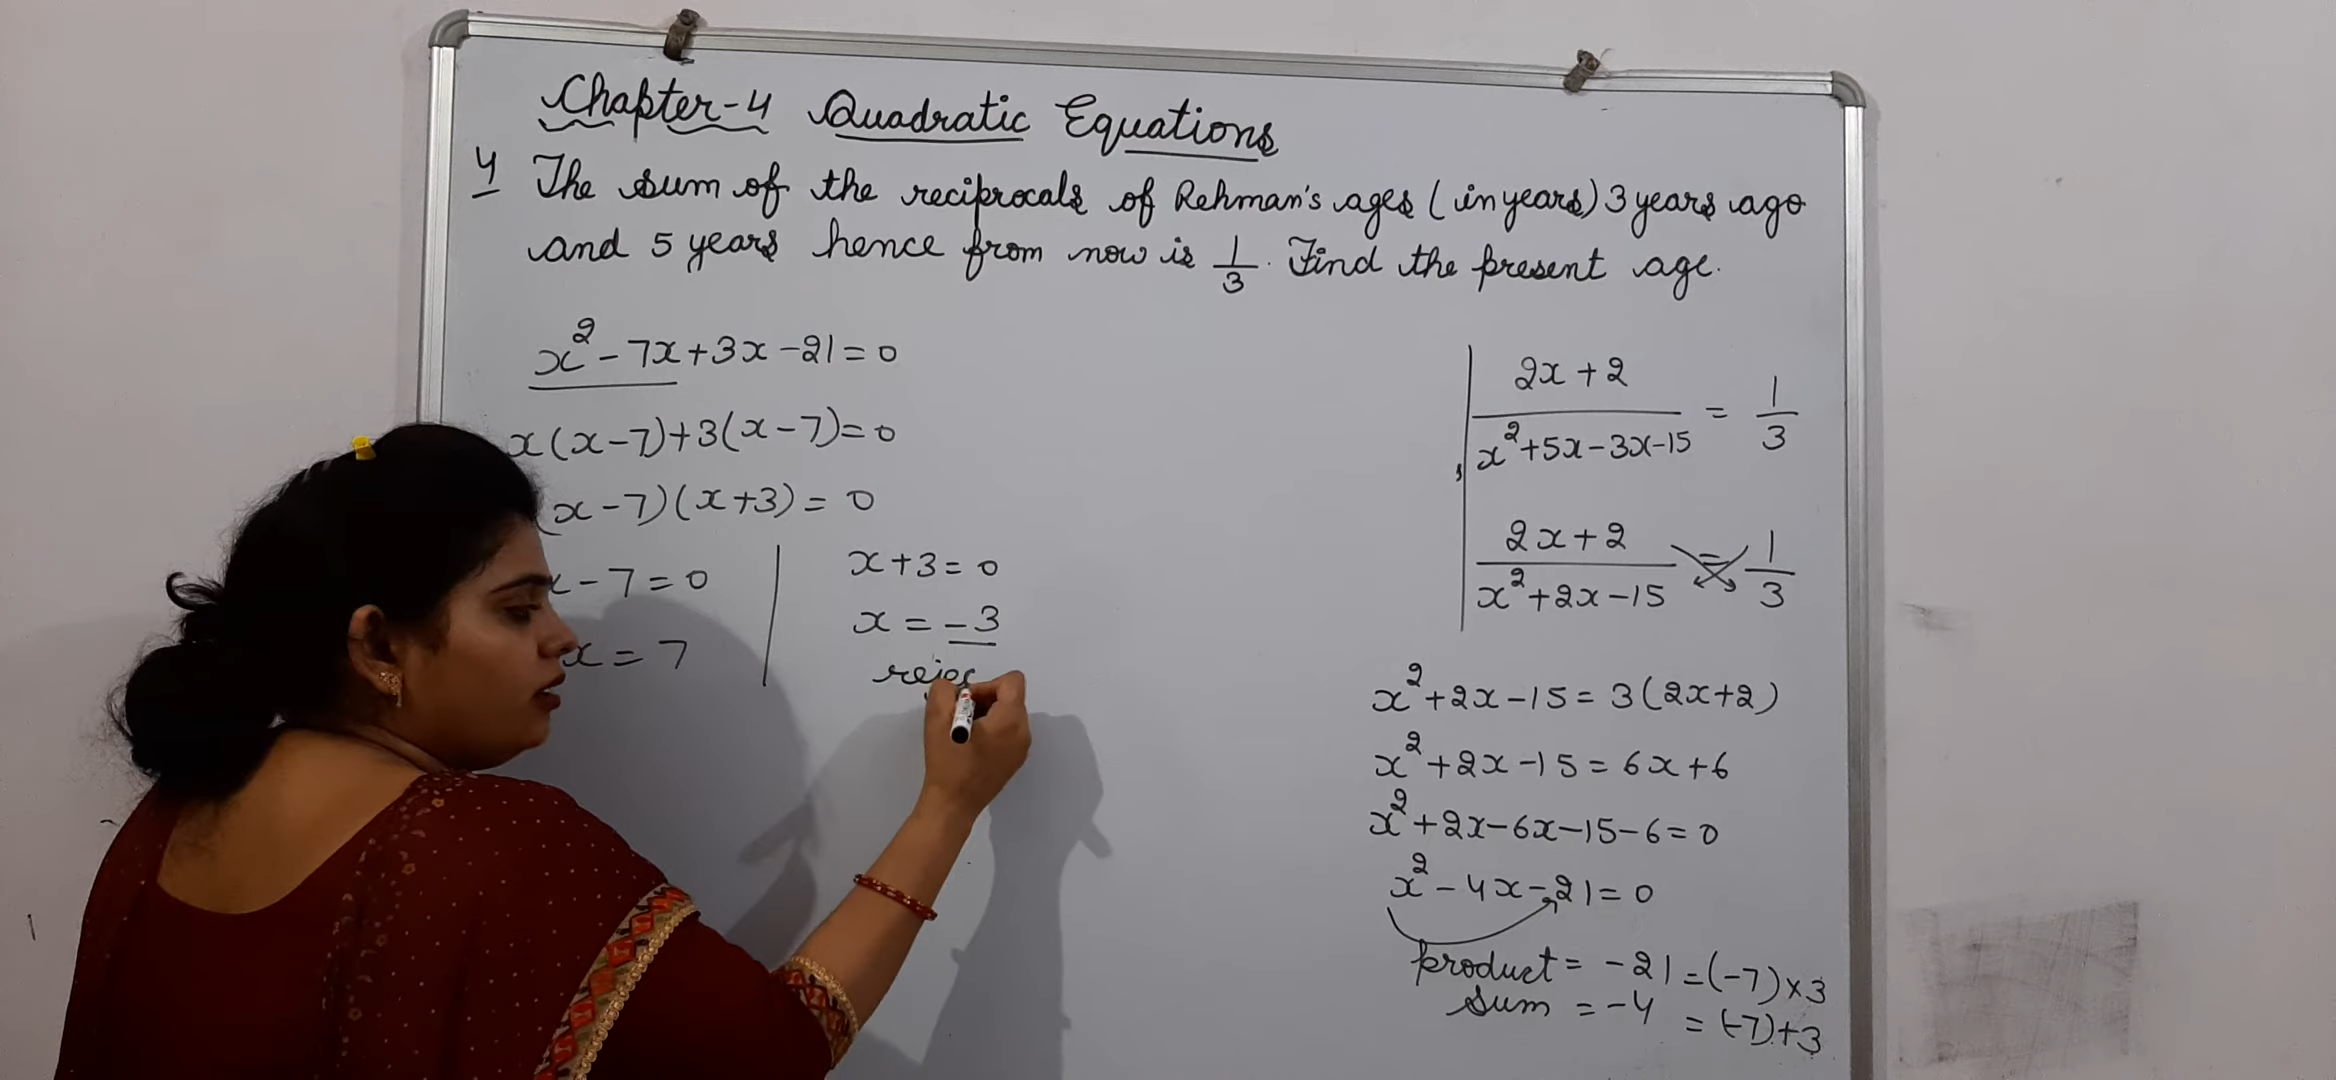 Chapter-4 Quadratic Equations
4 The sum of the reciprocals of Rehman's ages (in years) 3 years ago
and 5 years hence from now is 1/3. Find the present age.
x² - 7x + 3x - 21 = 0
x(x-7)+3(x-7)=0
(x-7)(x+3) = 0
x-7=0
x = 7
x+3=0
x = -3
rejec
2x+2 / x²+5x-3x-15 = 1/3
2x+2 / x²+2x-15 = 1/3
x²+2x-15 = 3(2x+2)
x²+2x-15 = 6x+6
x²+2x-6x-15-6=0
x²-4x-21=0
product = -21 = (-7)×3
sum = -4 = (-7)+3